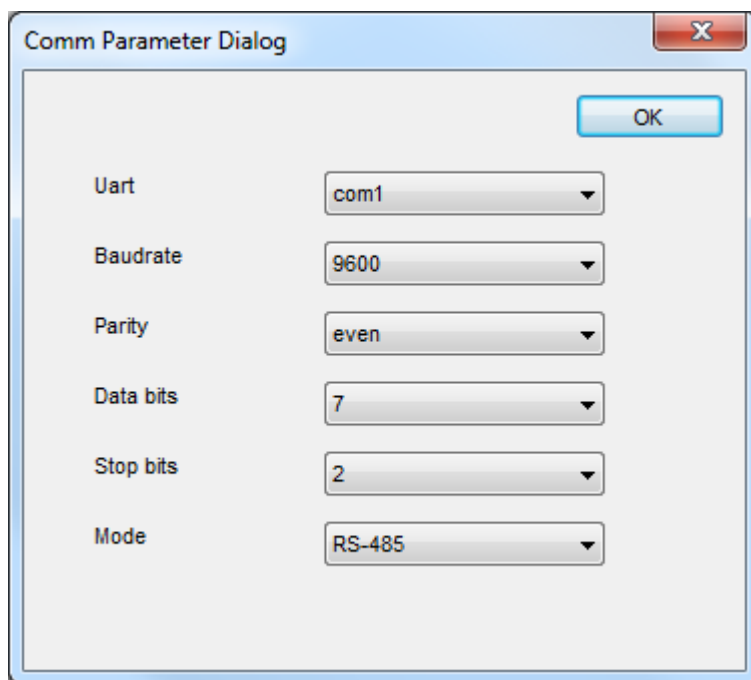 Comm Parameter Dialog
OK
Uart com1
Baudrate 9600
Parity even
Data bits 7
Stop bits 2
Mode RS-485